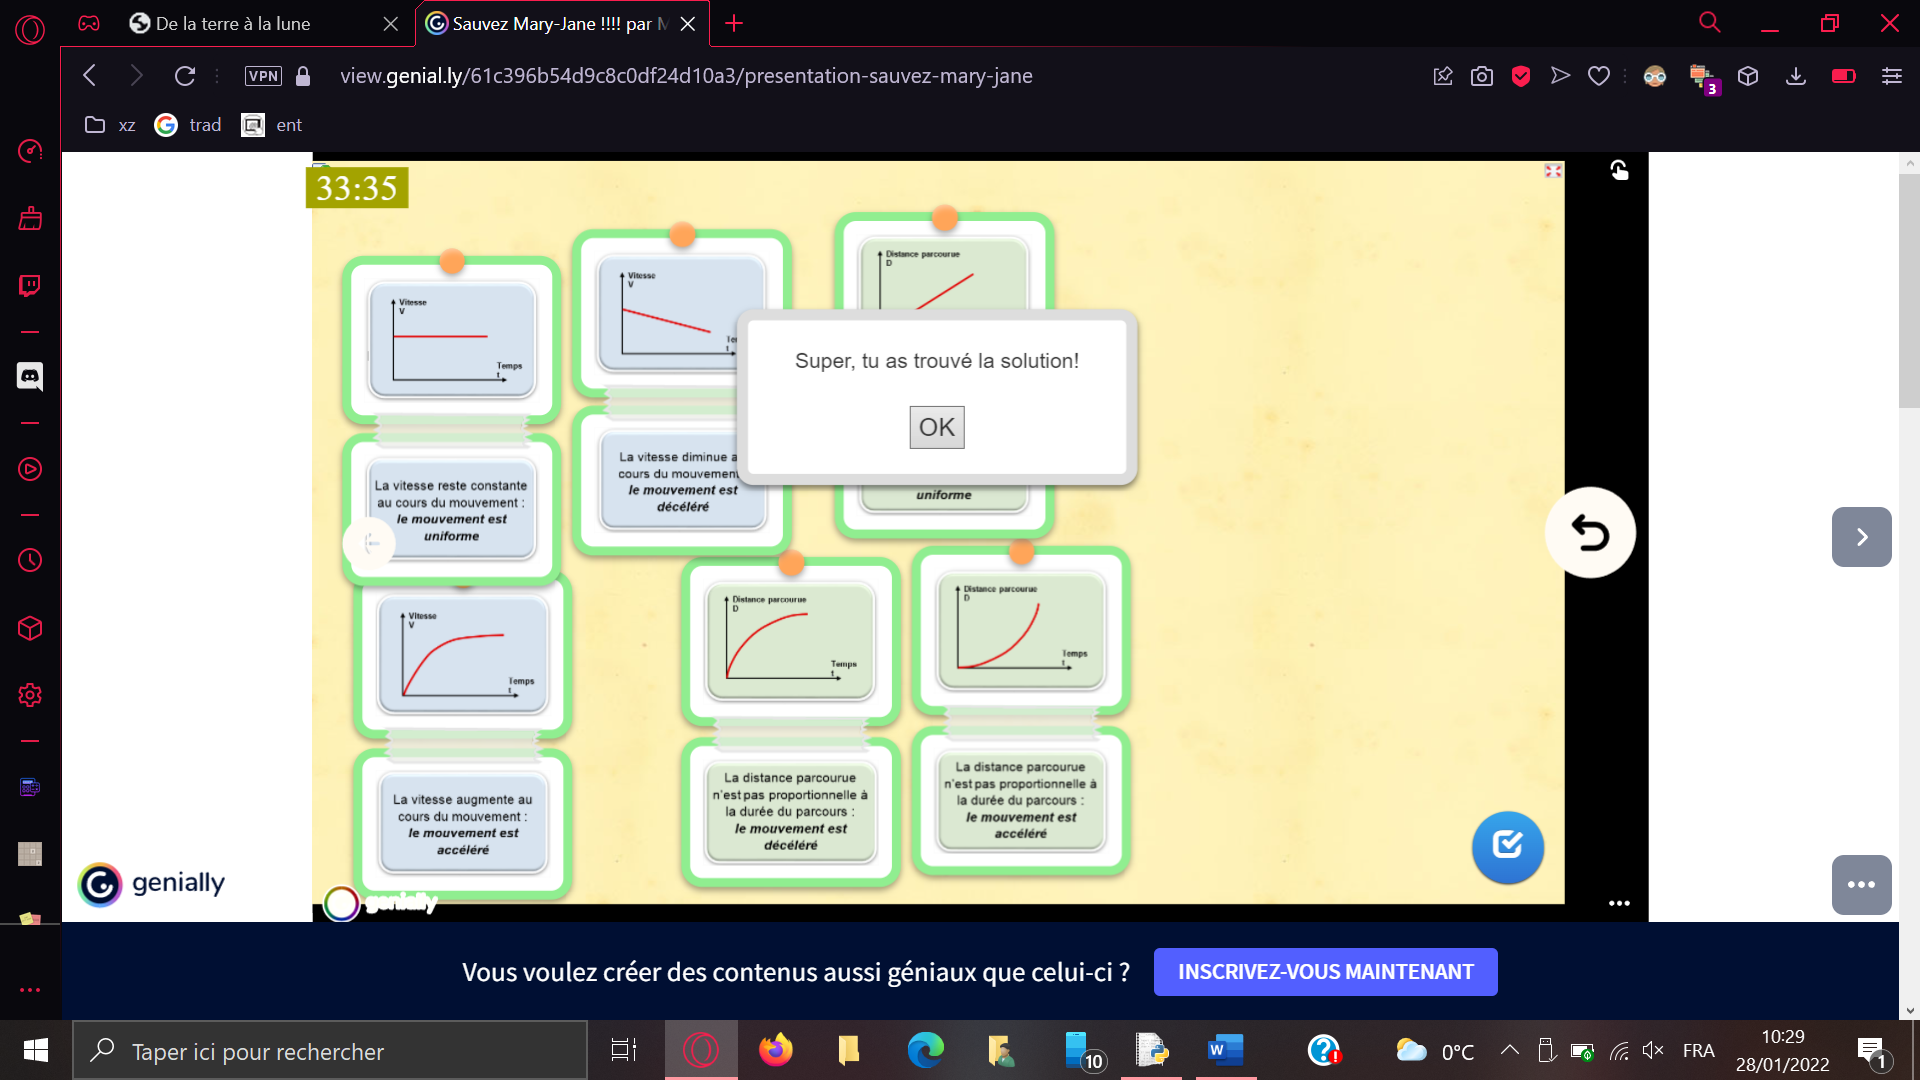 De la terre à la lune
Sauvez Mary-Jane !!!! par
VPN
view.genial.ly/61c396b54d9c8c0df24d10a3/presentation-sauvez-mary-jane
3
xz
trad
ent
33:35
Vitesse
V
Temps
t
La vitesse reste constante
au cours du mouvement :
le mouvement est
uniforme
Vitesse
V
La vitesse diminue
cours du mouvement
le mouvement est
décéléré
Distance parcourue
D
uniforme
Super, tu as trouvé la solution!
OK
Vitesse
V
Temps
t
La vitesse augmente au
cours du mouvement :
le mouvement est
accéléré
Distance parcourue
D
Temps
t
La distance parcourue
n'est pas proportionnelle à
la durée du parcours :
le mouvement est
décéléré
Distance parcourue
D
Temps
t
La distance parcourue
n'est pas proportionnelle à
la durée du parcours :
le mouvement est
accéléré
genially
genially
Vous voulez créer des contenus aussi géniaux que celui-ci ?
INSCRIVEZ-VOUS MAINTENANT
Taper ici pour rechercher
10
0°C
FRA
10:29
28/01/2022
1